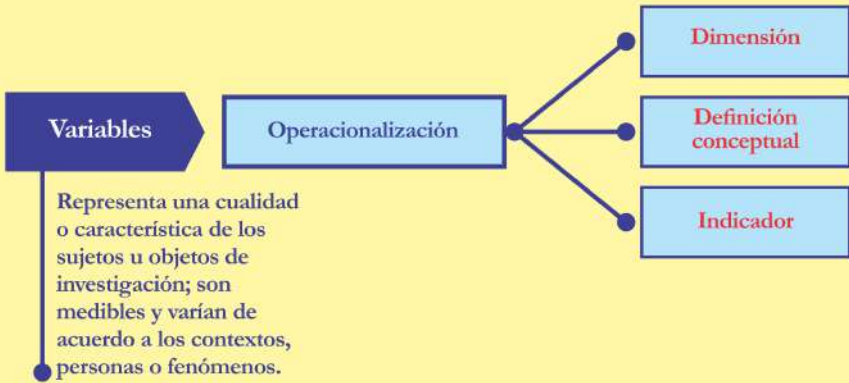 Variables
Operacionalización
Dimensión
Definición
conceptual
Indicador
Representa una cualidad
o característica de los
sujetos u objetos de
investigación; son
medibles y varían de
acuerdo a los contextos,
personas o fenómenos.